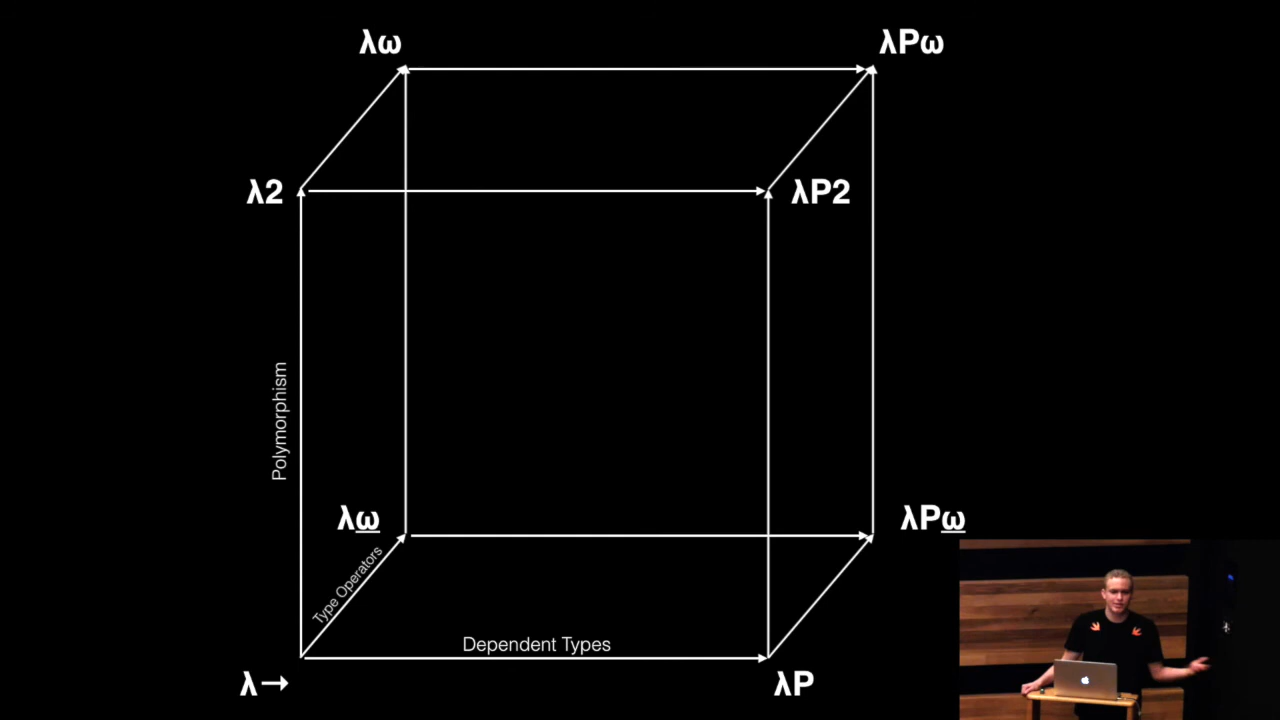 λω
λPω
λ2
λP2
Polymorphism
λω̲
λPω̲
Type Operators
Dependent Types
λ→
λP